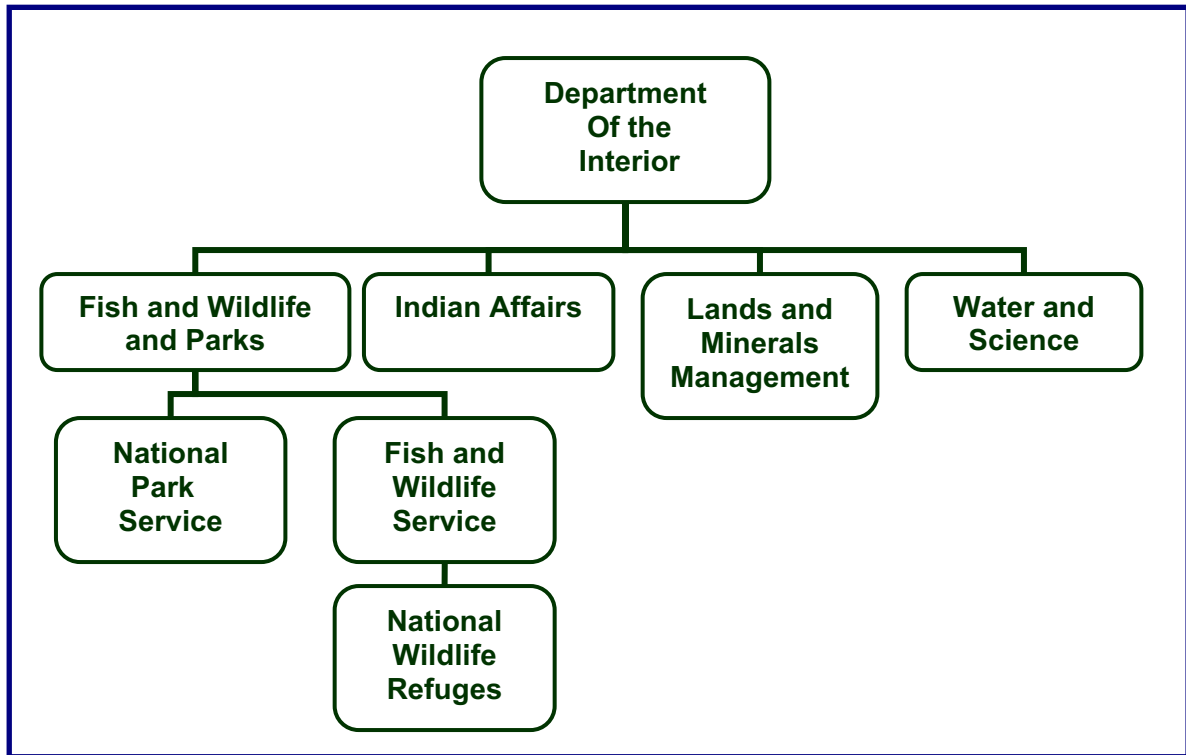 Department
Of the
Interior
Fish and Wildlife
and Parks
Indian Affairs
Lands and
Minerals
Management
Water and
Science
National
Park
Service
Fish and
Wildlife
Service
National
Wildlife
Refuges